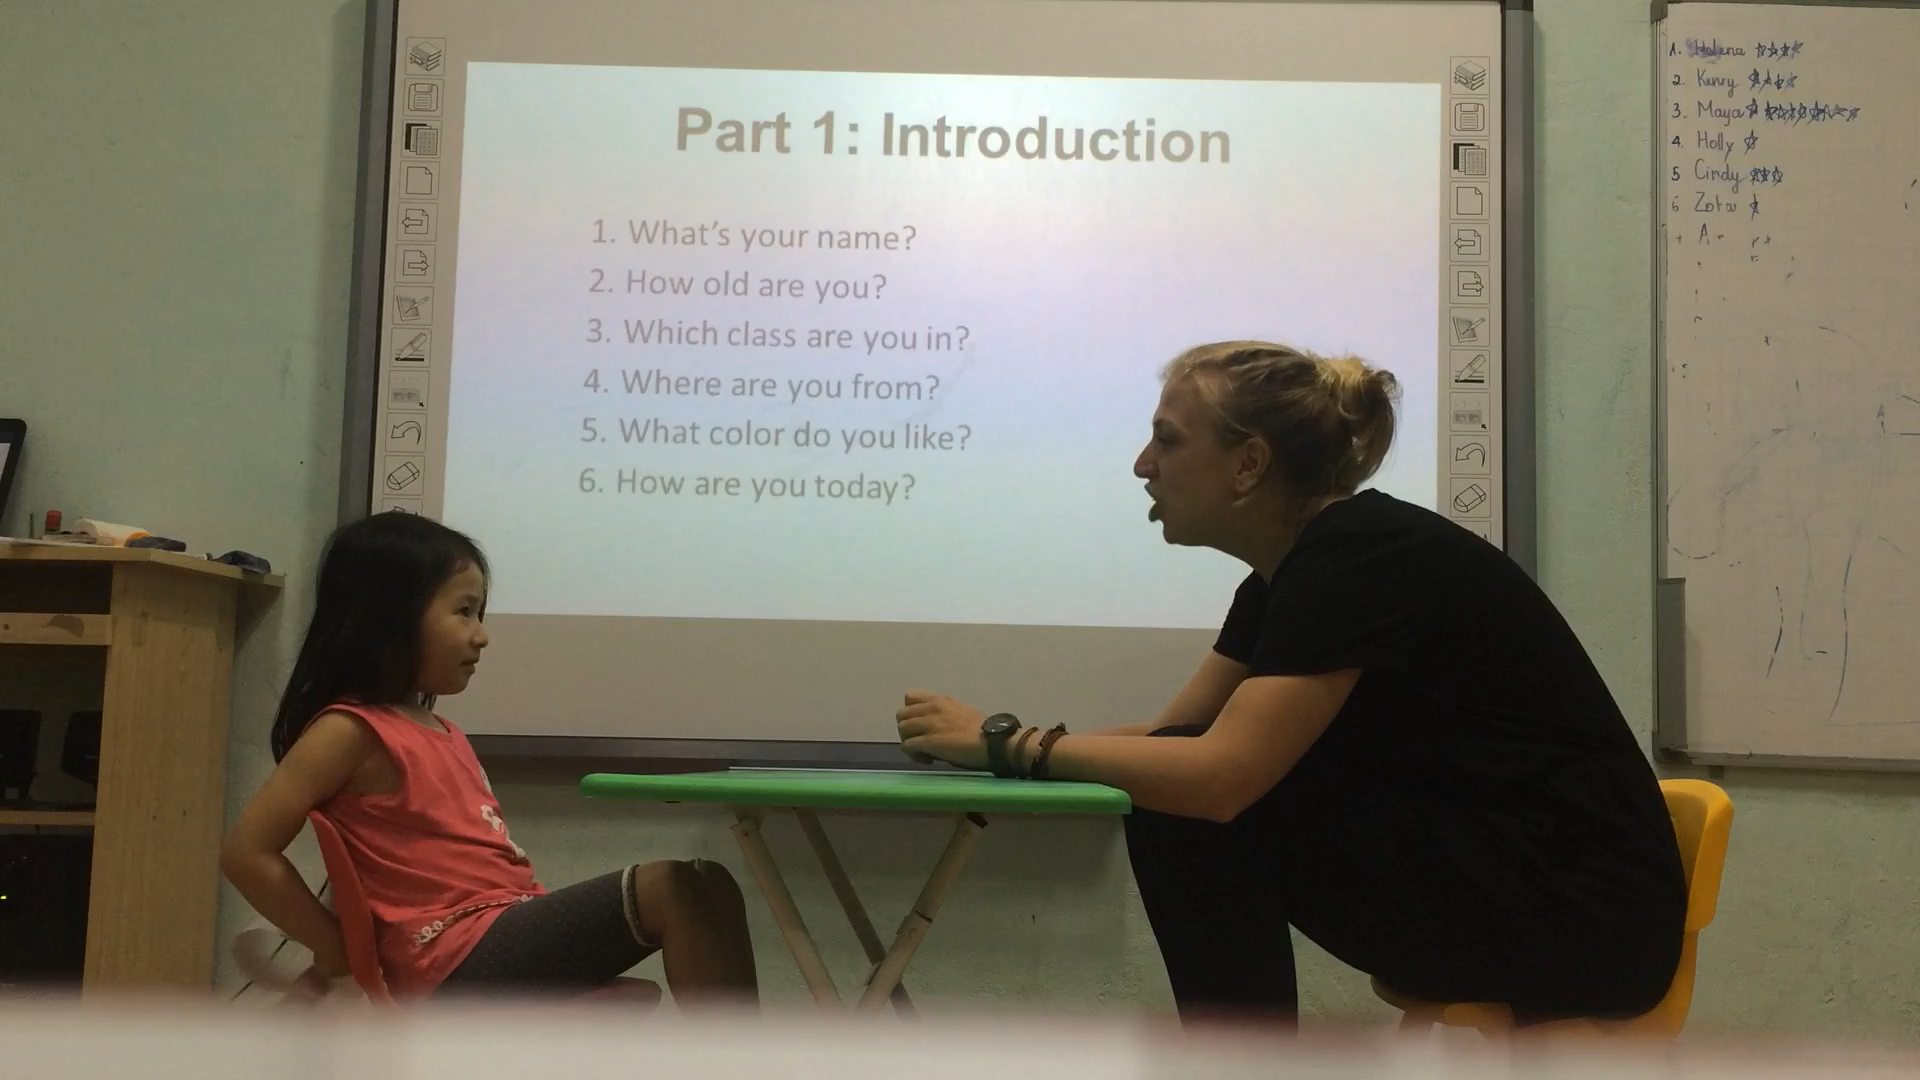 Part 1: Introduction
1. What's your name?
2. How old are you?
3. Which class are you in?
4. Where are you from?
5. What color do you like?
6. How are you today?
1. Helena
2. Kenry
3. Maya
4. Holly
5 Cindy
6 Zota